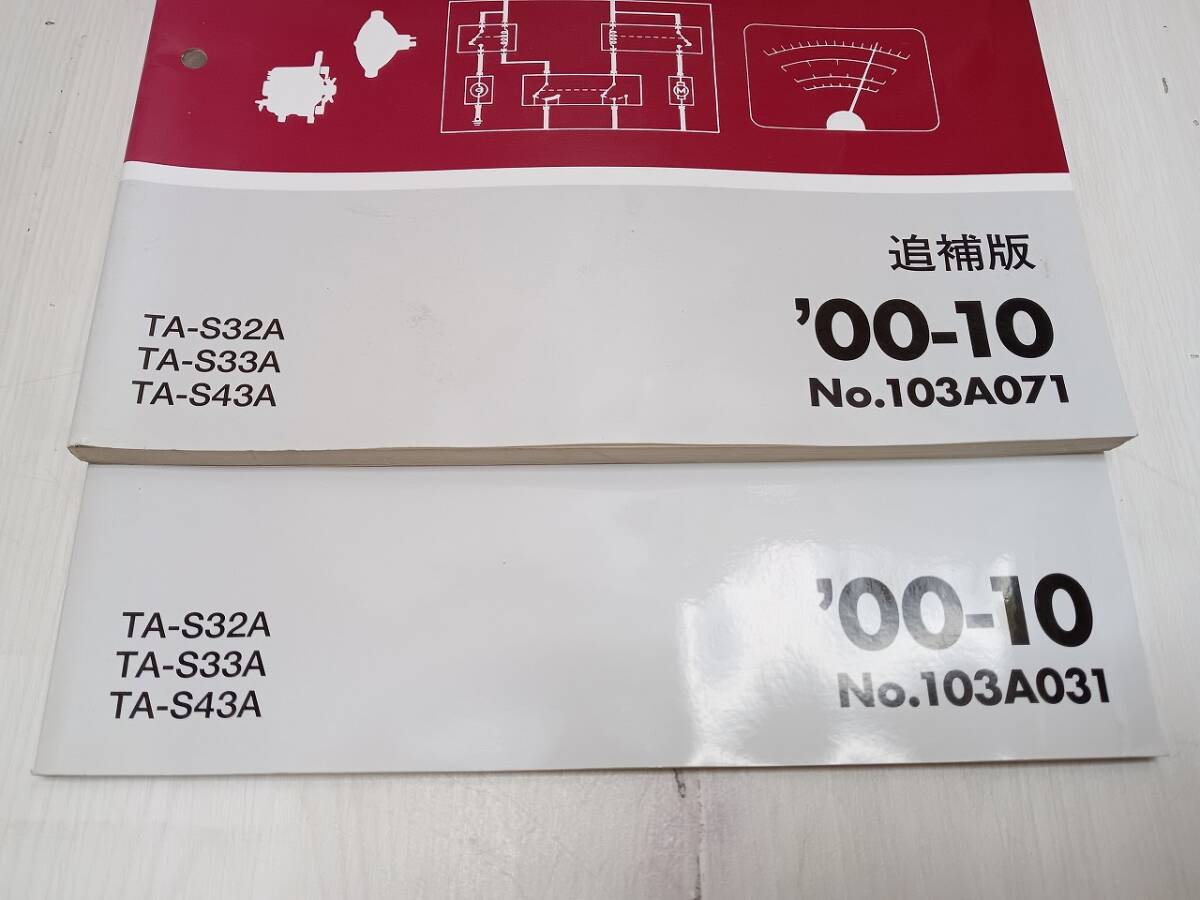 追補版
'00-10
No.103A071
TA-S32A
TA-S33A
TA-S43A
'00-10
No.103A031
TA-S32A
TA-S33A
TA-S43A